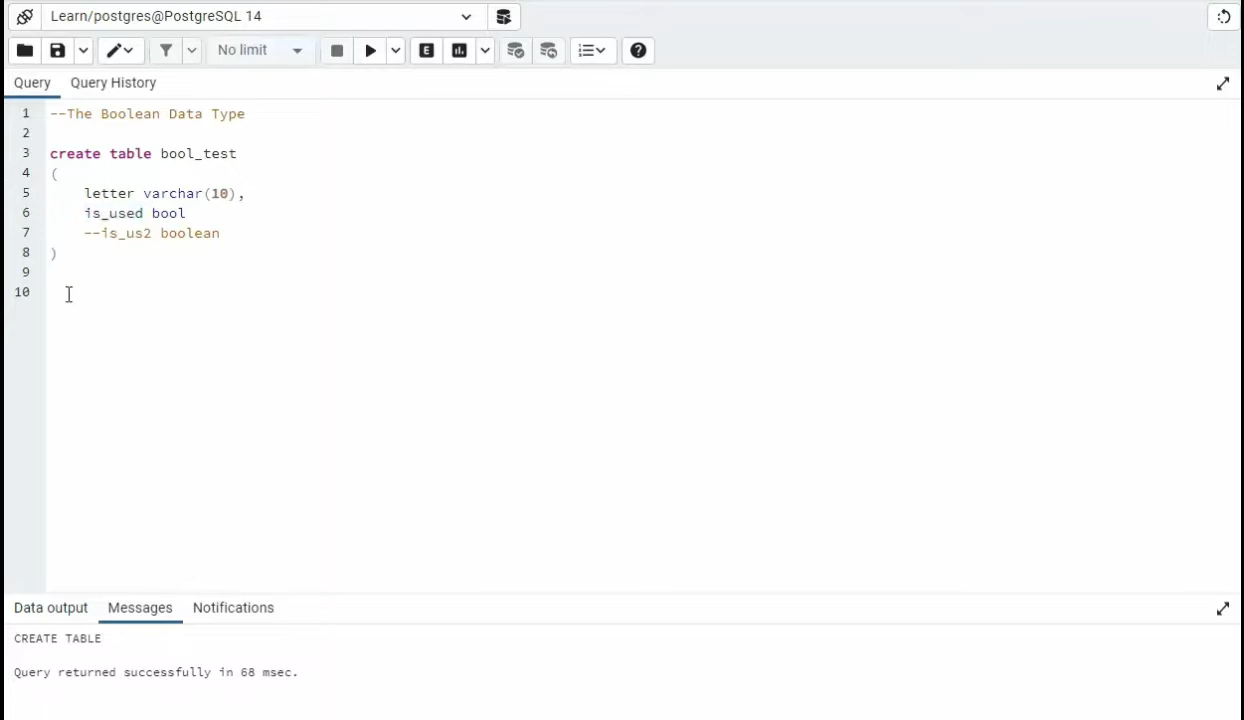 Learn/postgres@PostgreSQL 14
No limit
E
Query Query History
1 --The Boolean Data Type
2
3 create table bool_test
4 (
5 letter varchar(10),
6 is_used bool
7 --is_us2 boolean
8 )
9
10
Data output Messages Notifications
CREATE TABLE
Query returned successfully in 68 msec.